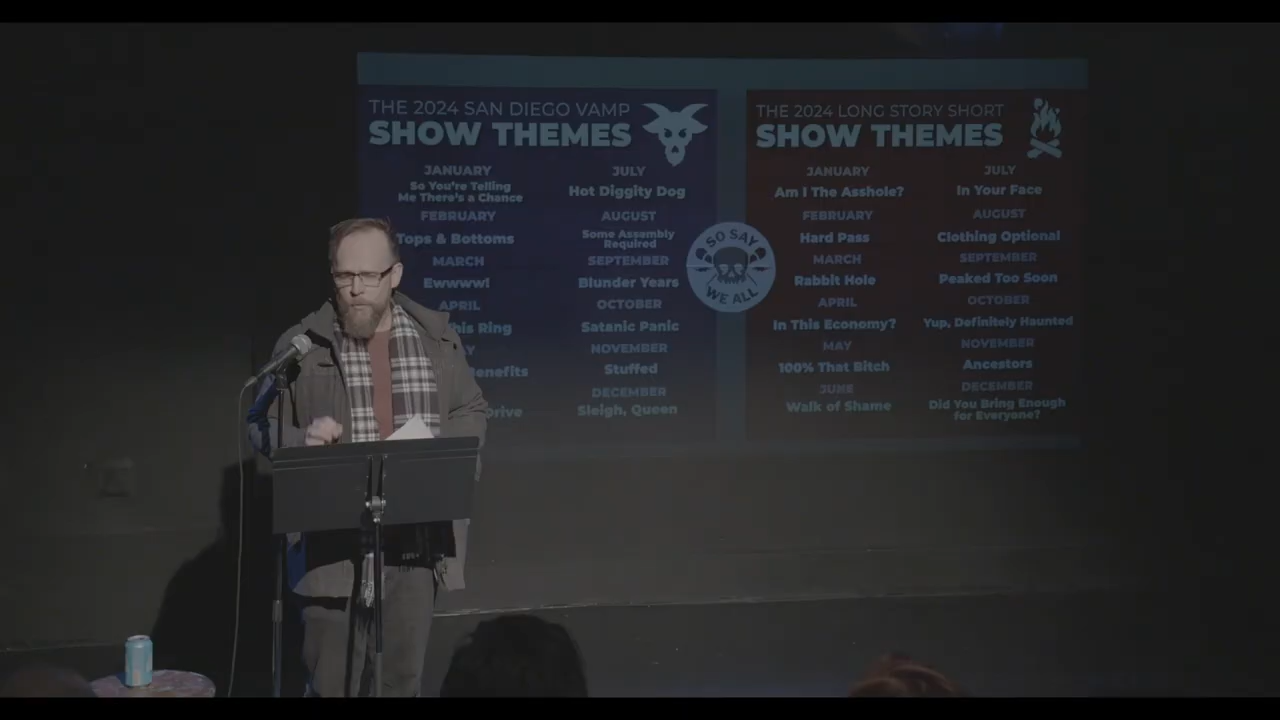 THE 2024 SAN DIEGO VAMP
SHOW THEMES
JANUARY
So You're Telling
Me There's a Chance
FEBRUARY
Tops & Bottoms
MARCH
Ewwww!
APRIL
his Ring
Y
Benefits
Drive
JULY
Hot Diggity Dog
AUGUST
Some Assembly
Required
SEPTEMBER
Blunder Years
OCTOBER
Satanic Panic
NOVEMBER
Stuffed
DECEMBER
Sleigh, Queen
SO SAY
WE ALL
THE 2024 LONG STORY SHORT
SHOW THEMES
JANUARY
Am I The Asshole?
FEBRUARY
Hard Pass
MARCH
Rabbit Hole
APRIL
In This Economy?
MAY
100% That Bitch
JUNE
Walk of Shame
JULY
In Your Face
AUGUST
Clothing Optional
SEPTEMBER
Peaked Too Soon
OCTOBER
Yup, Definitely Haunted
NOVEMBER
Ancestors
DECEMBER
Did You Bring Enough
for Everyone?